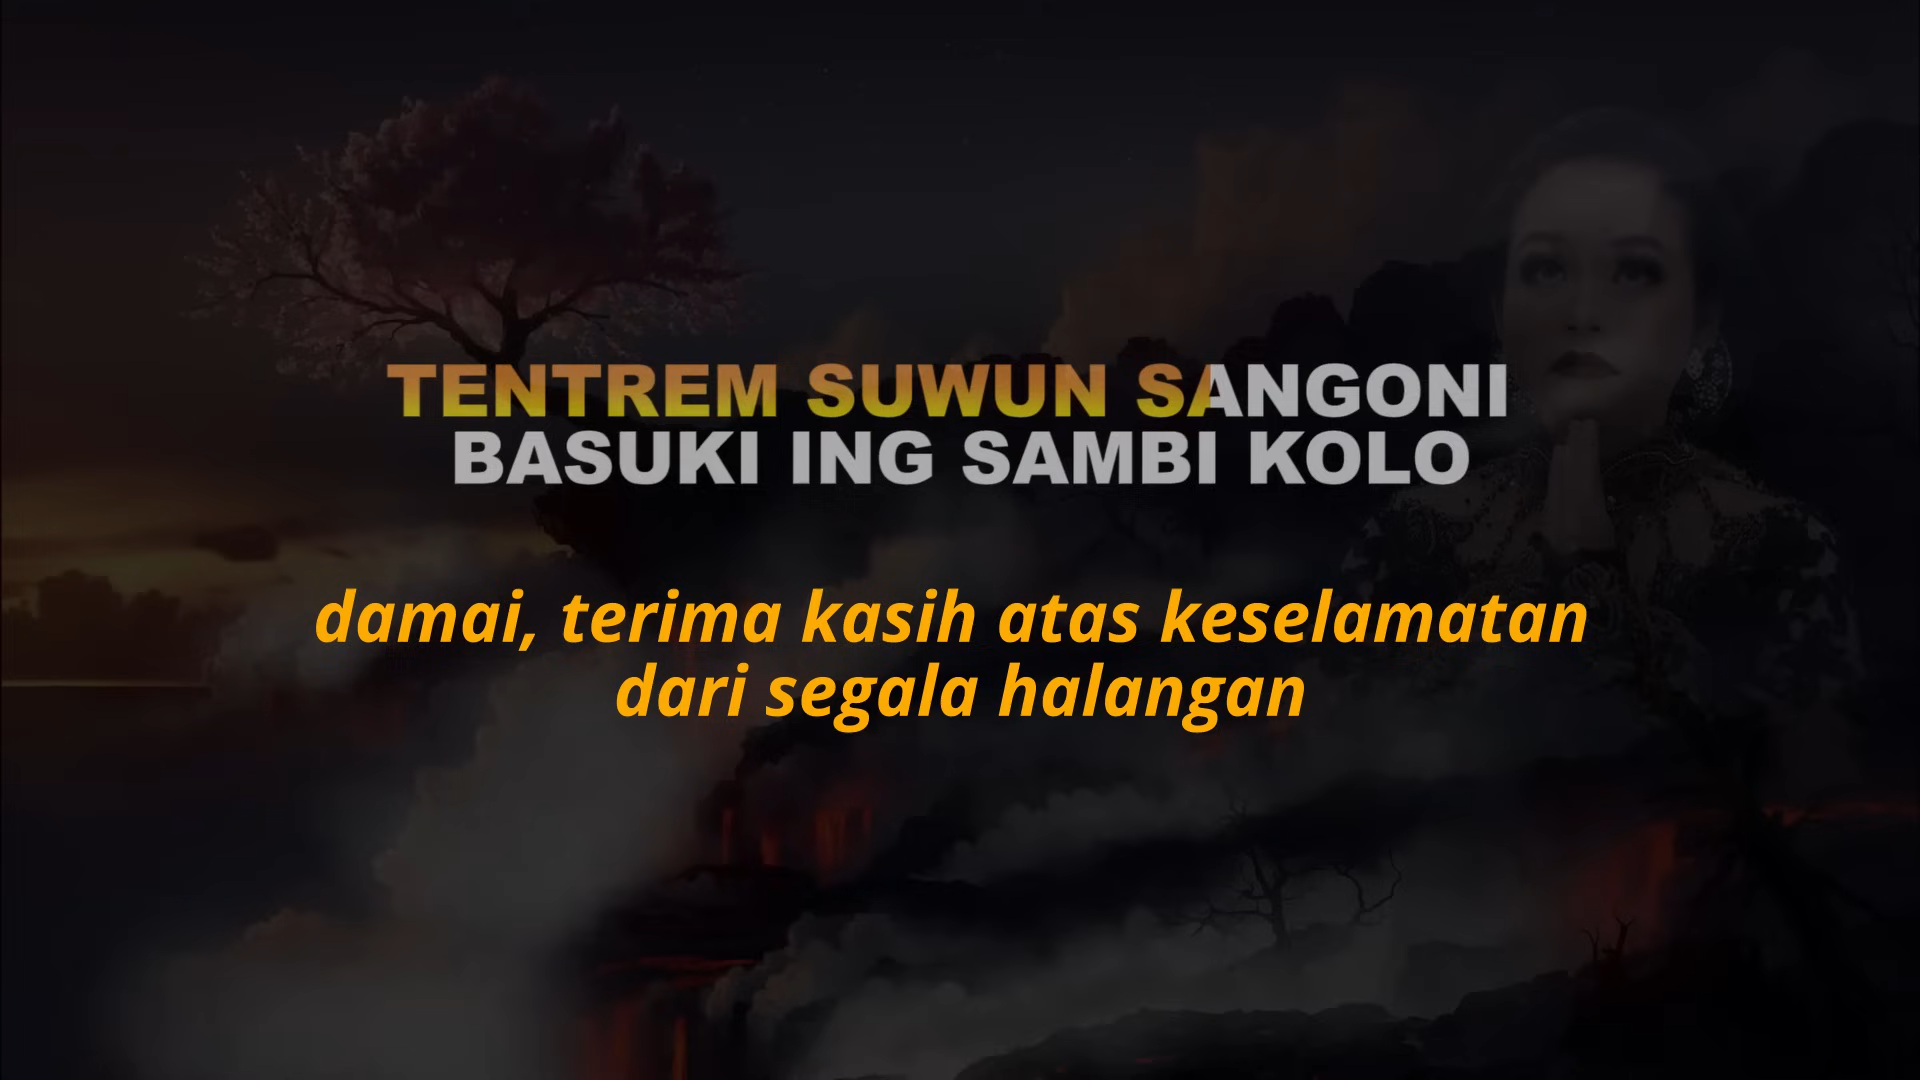 TENTREM SUWUN SANGONI
BASUKI ING SAMBI KOLO
damai, terima kasih atas keselamatan
dari segala halangan